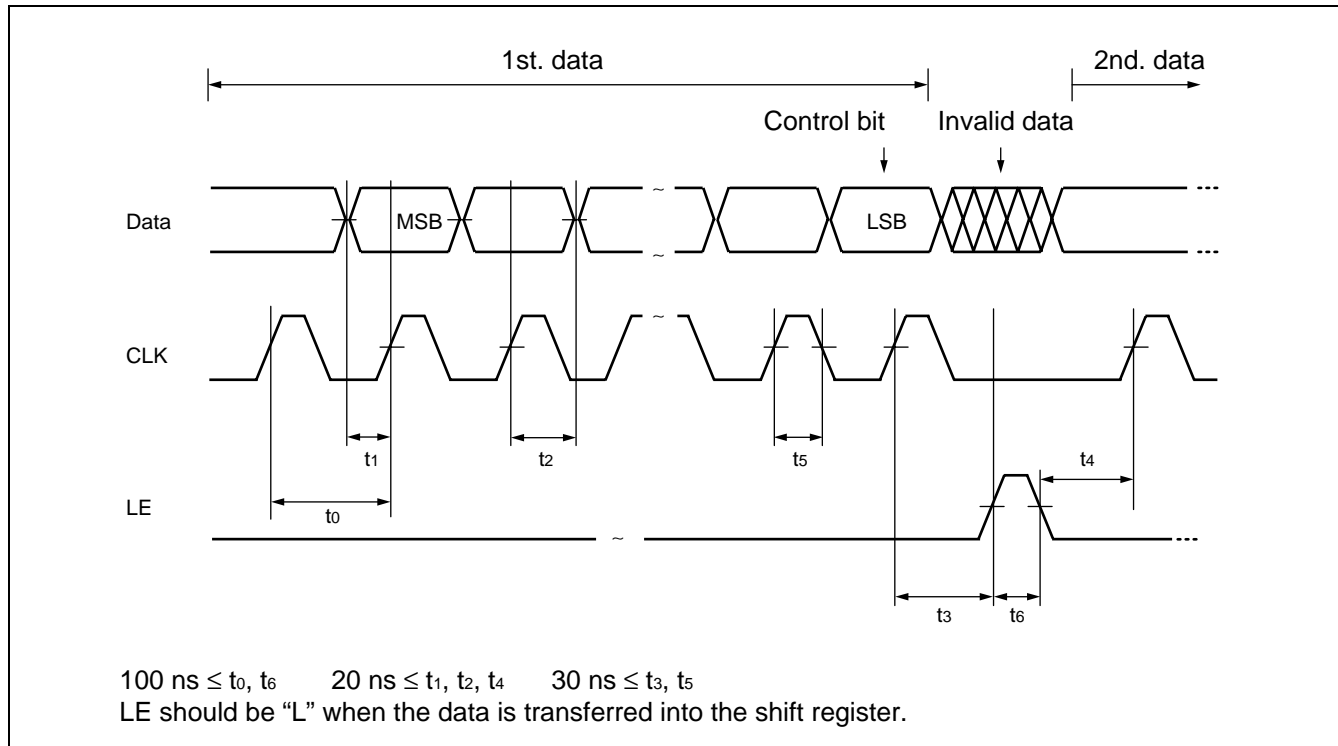 1st. data
2nd. data
Control bit
Invalid data
Data
MSB
LSB
~
~
CLK
~
t1
t2
t5
t4
LE
t0
~
t3
t6
100 ns ≤ t0, t6 20 ns ≤ t1, t2, t4 30 ns ≤ t3, t5
LE should be “L” when the data is transferred into the shift register.